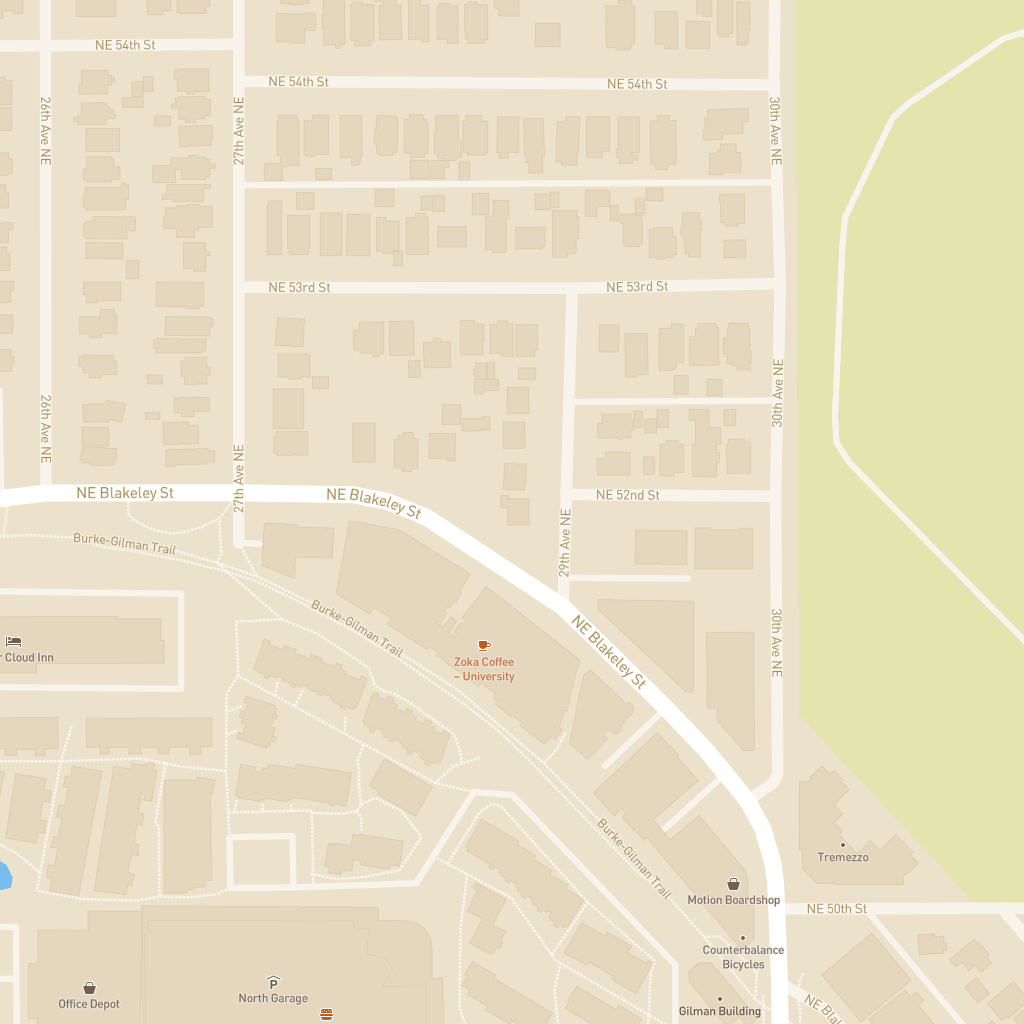 NE 54th St
NE 54th St
NE 54th St
26th Ave NE
27th Ave NE
30th Ave NE
NE 53rd St
NE 53rd St
30th Ave NE
26th Ave NE
27th Ave NE
NE Blakeley St
NE Blakeley St
NE 52nd St
29th Ave NE
Burke-Gilman Trail
Burke-Gilman Trail
NE Blakeley St
30th Ave NE
Cloud Inn
Zoka Coffee
– University
Burke-Gilman Trail
Tremezzo
Motion Boardshop
NE 50th St
Counterbalance
Bicycles
Office Depot
P
North Garage
Gilman Building
NE